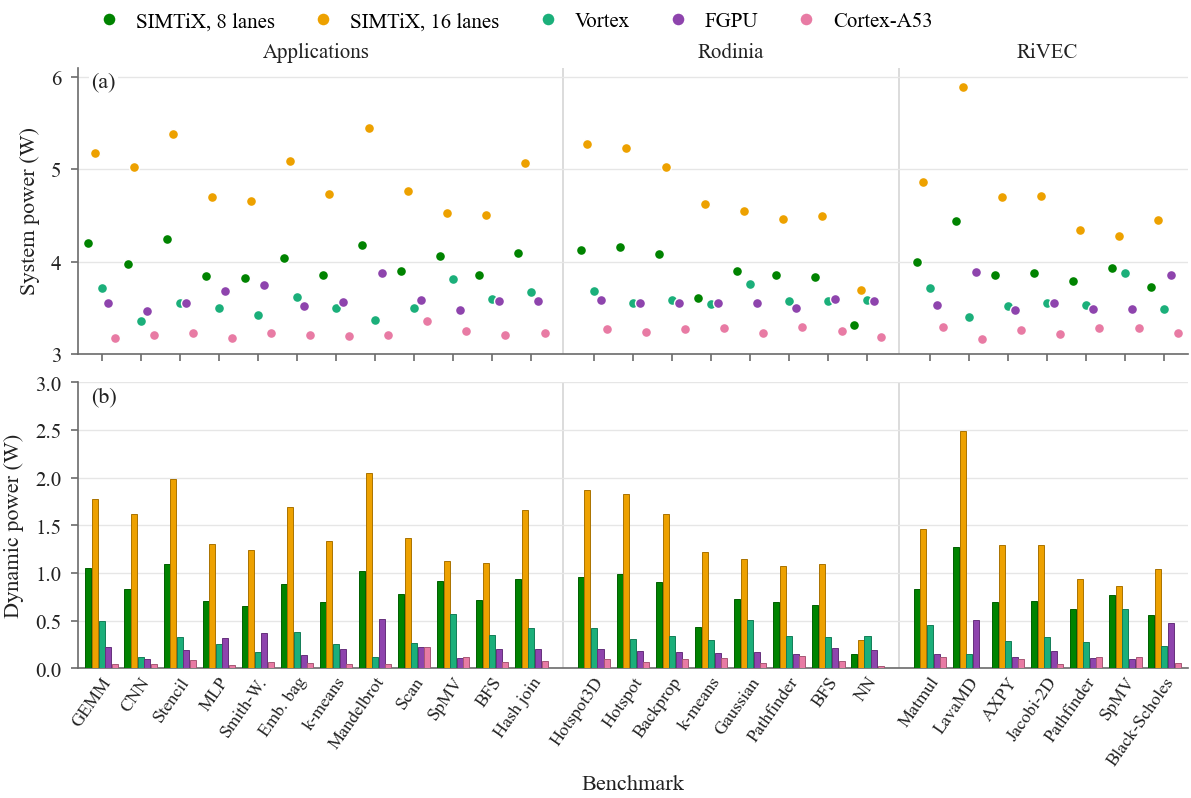 SIMTiX, 8 lanes SIMTiX, 16 lanes Vortex FGPU Cortex-A53
Applications Rodinia RiVEC
(a)
System power (W)
6
5
4
3
(b)
Dynamic power (W)
3.0
2.5
2.0
1.5
1.0
0.5
0.0
GEMM
CNN
Stencil
MLP
Smith-W.
Emb. bag
k-means
Mandelbrot
Scan
SpMV
BFS
Hash join
Hotspot3D
Hotspot
Backprop
k-means
Gaussian
Pathfinder
BFS
NN
Matmul
LavaMD
AXPY
Jacobi-2D
Pathfinder
SpMV
Black-Scholes
Benchmark